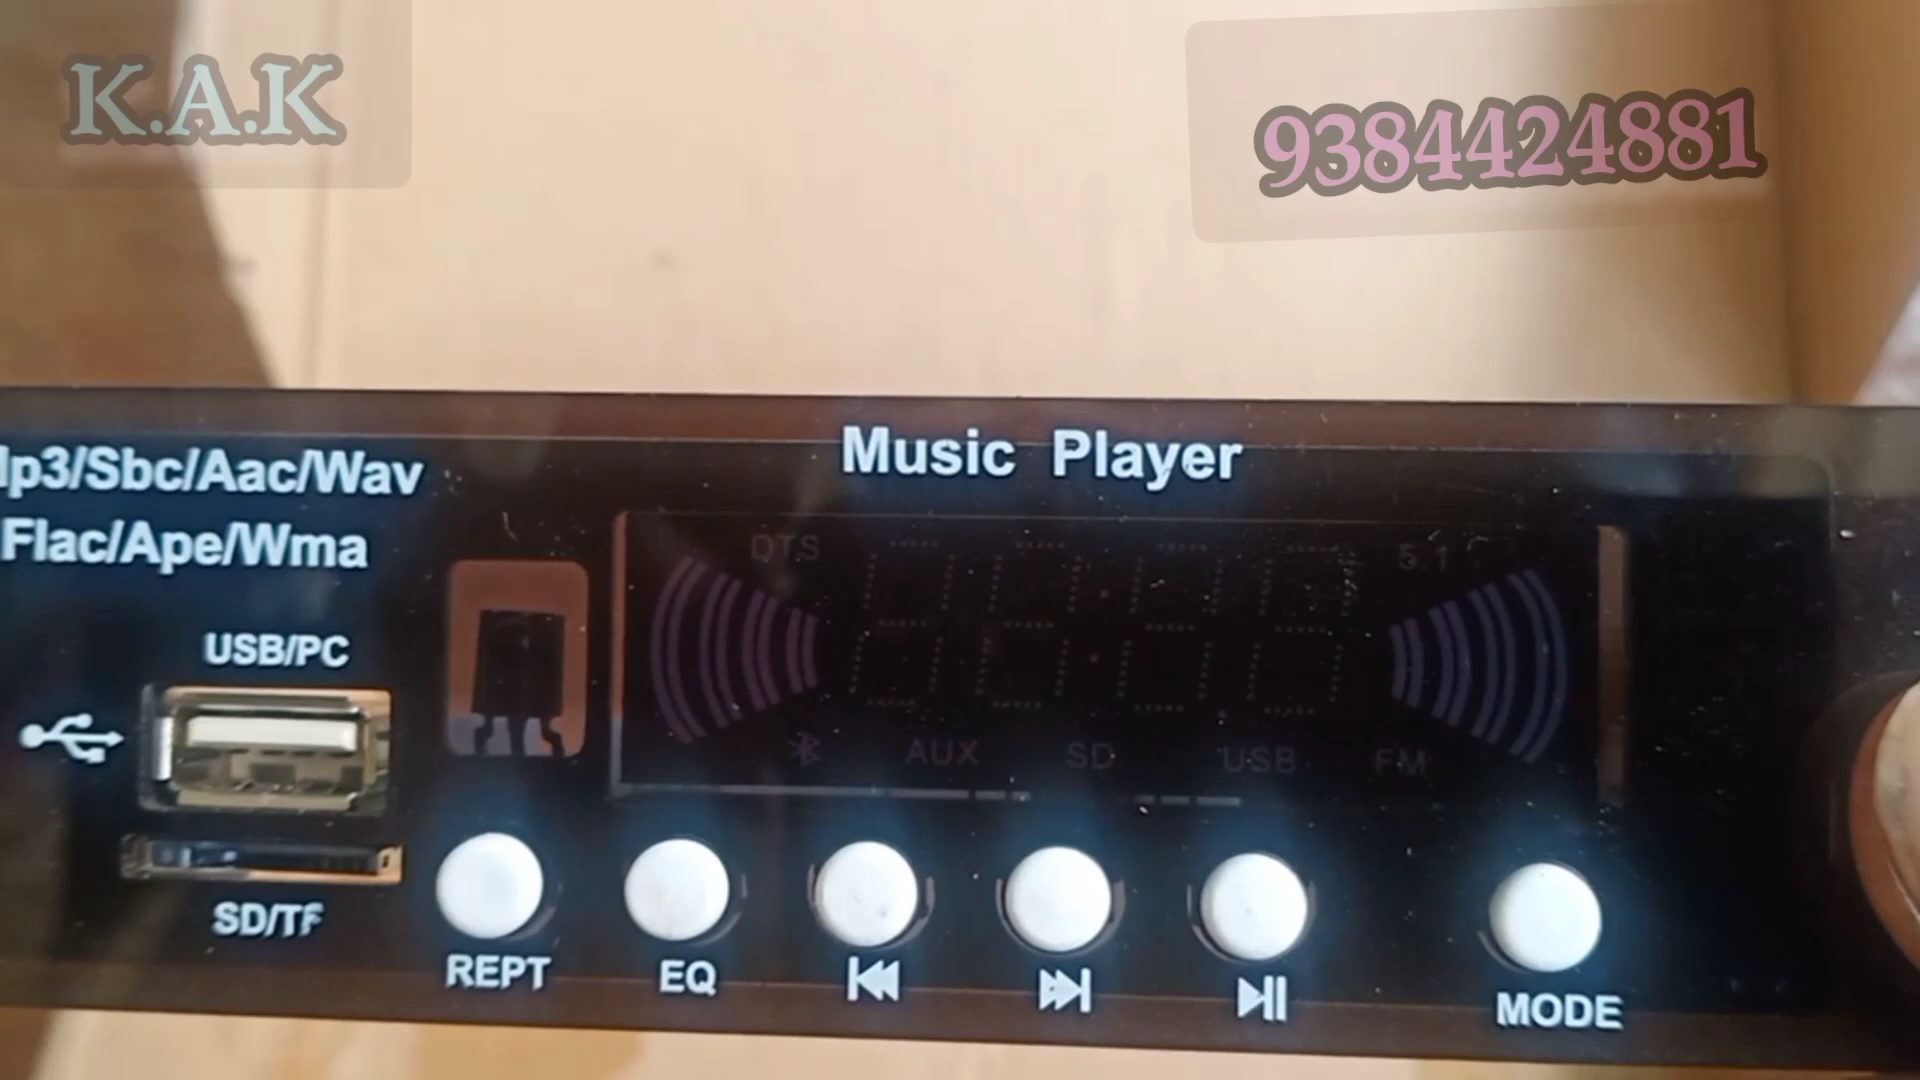 K.A.K
9384424881
Music Player
Mp3/Sbc/Aac/Wav
Flac/Ape/Wma
DTS
5.1
USB/PC
AUX SD USB FM
SD/TF
REPT EQ MODE